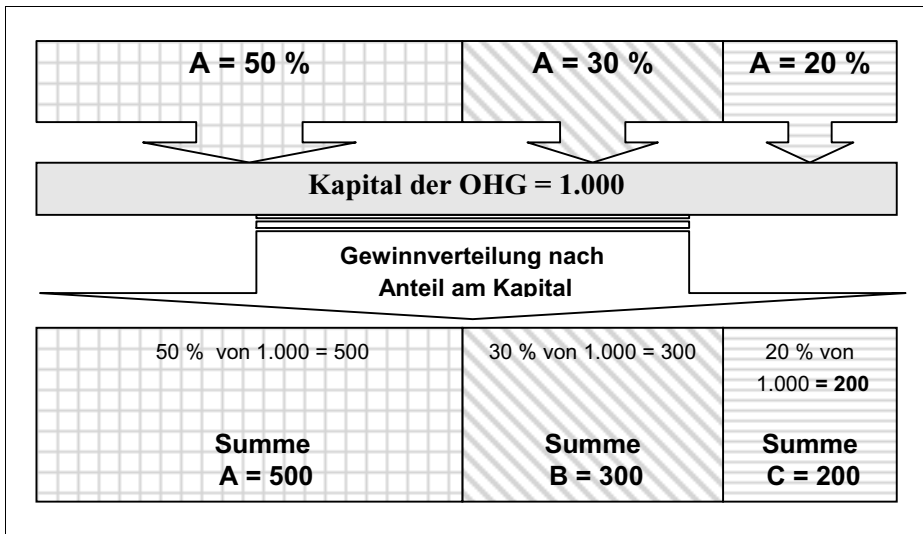 A = 50 %
A = 30 %
A = 20 %
Kapital der OHG = 1.000
Gewinnverteilung nach
Anteil am Kapital
50 % von 1.000 = 500
30 % von 1.000 = 300
20 % von
1.000 = 200
Summe
A = 500
Summe
B = 300
Summe
C = 200